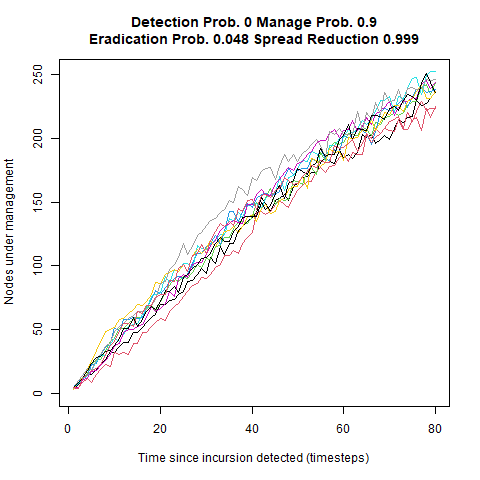 Detection Prob. 0 Manage Prob. 0.9
Eradication Prob. 0.048 Spread Reduction 0.999
Nodes under management
250
200
150
100
50
0
0 20 40 60 80
Time since incursion detected (timesteps)